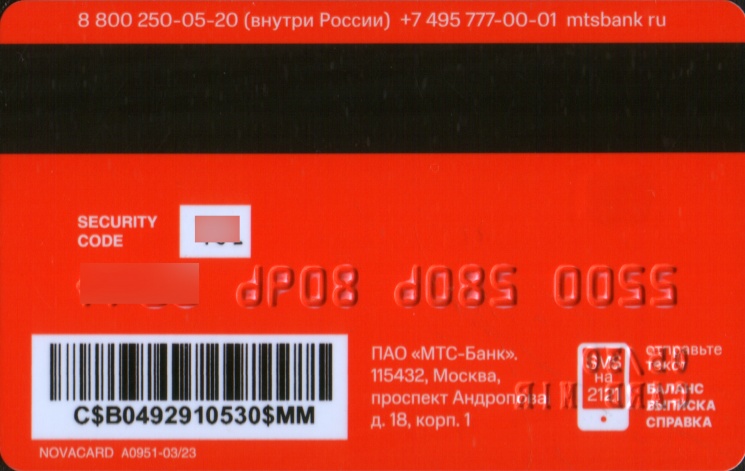 8 800 250-05-20 (внутри России) +7 495 777-00-01 mtsbank ru
SECURITY
CODE
C$B0492910530$MM
ПАО «МТС-Банк».
115432, Москва,
проспект Андропова
д. 18, корп. 1
SMS
на
2121
отправьте
текст
БАЛАНС
ВЫПИСКА
СПРАВКА
NOVACARD A0951-03/23